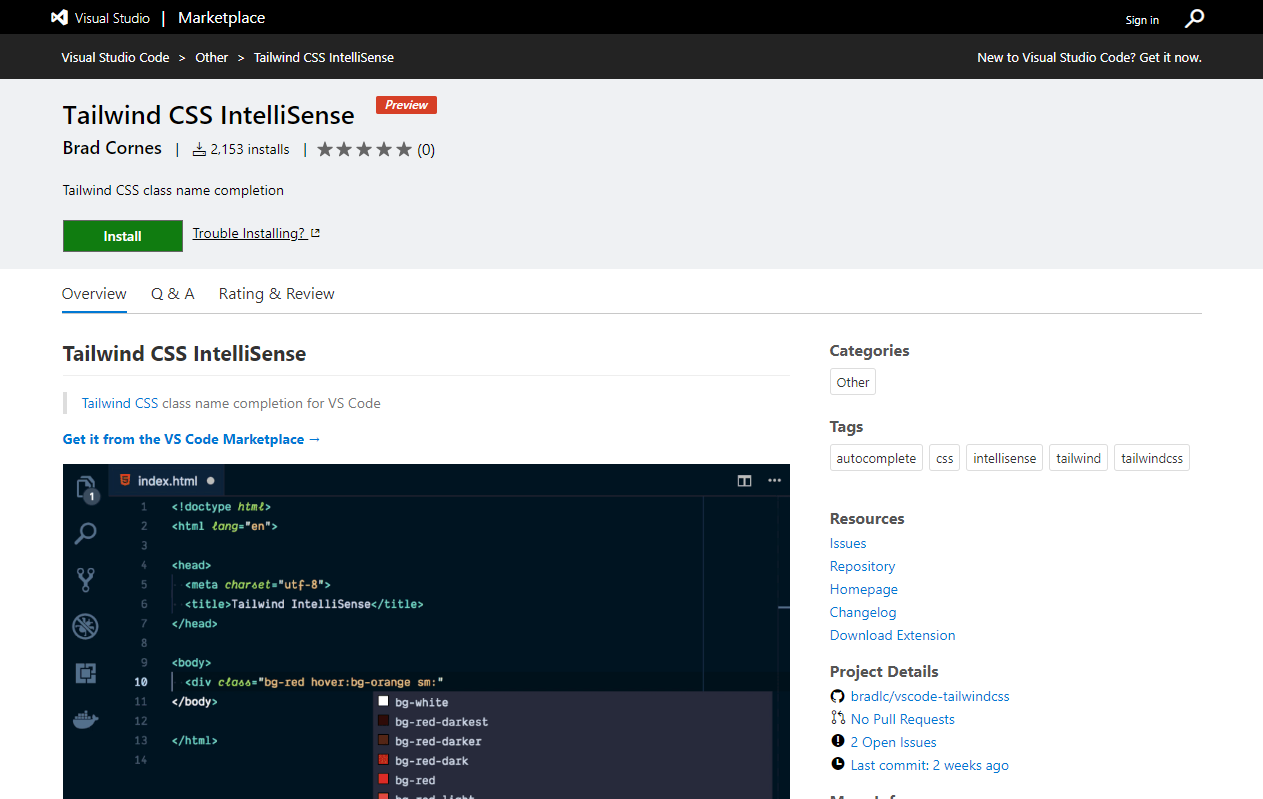 Visual Studio | Marketplace
Sign in
Visual Studio Code > Other > Tailwind CSS IntelliSense
New to Visual Studio Code? Get it now.
Tailwind CSS IntelliSense Preview
Brad Cornes | 2,153 installs | (0)
Tailwind CSS class name completion
Install Trouble Installing?
Overview Q & A Rating & Review
Tailwind CSS IntelliSense
Tailwind CSS class name completion for VS Code
Get it from the VS Code Marketplace →
index.html
1
1 <!doctype html>
2 <html lang="en">
3
4 <head>
5 <meta charset="utf-8">
6 <title>Tailwind IntelliSense</title>
7 </head>
8
9 <body>
10 <div class="bg-red hover:bg-orange sm:"
11 </body>
12
13 </html>
14
bg-white
bg-red-darkest
bg-red-darker
bg-red-dark
bg-red
bg-red-light
Categories
Other
Tags
autocomplete css intellisense tailwind tailwindcss
Resources
Issues
Repository
Homepage
Changelog
Download Extension
Project Details
bradlc/vscode-tailwindcss
No Pull Requests
2 Open Issues
Last commit: 2 weeks ago